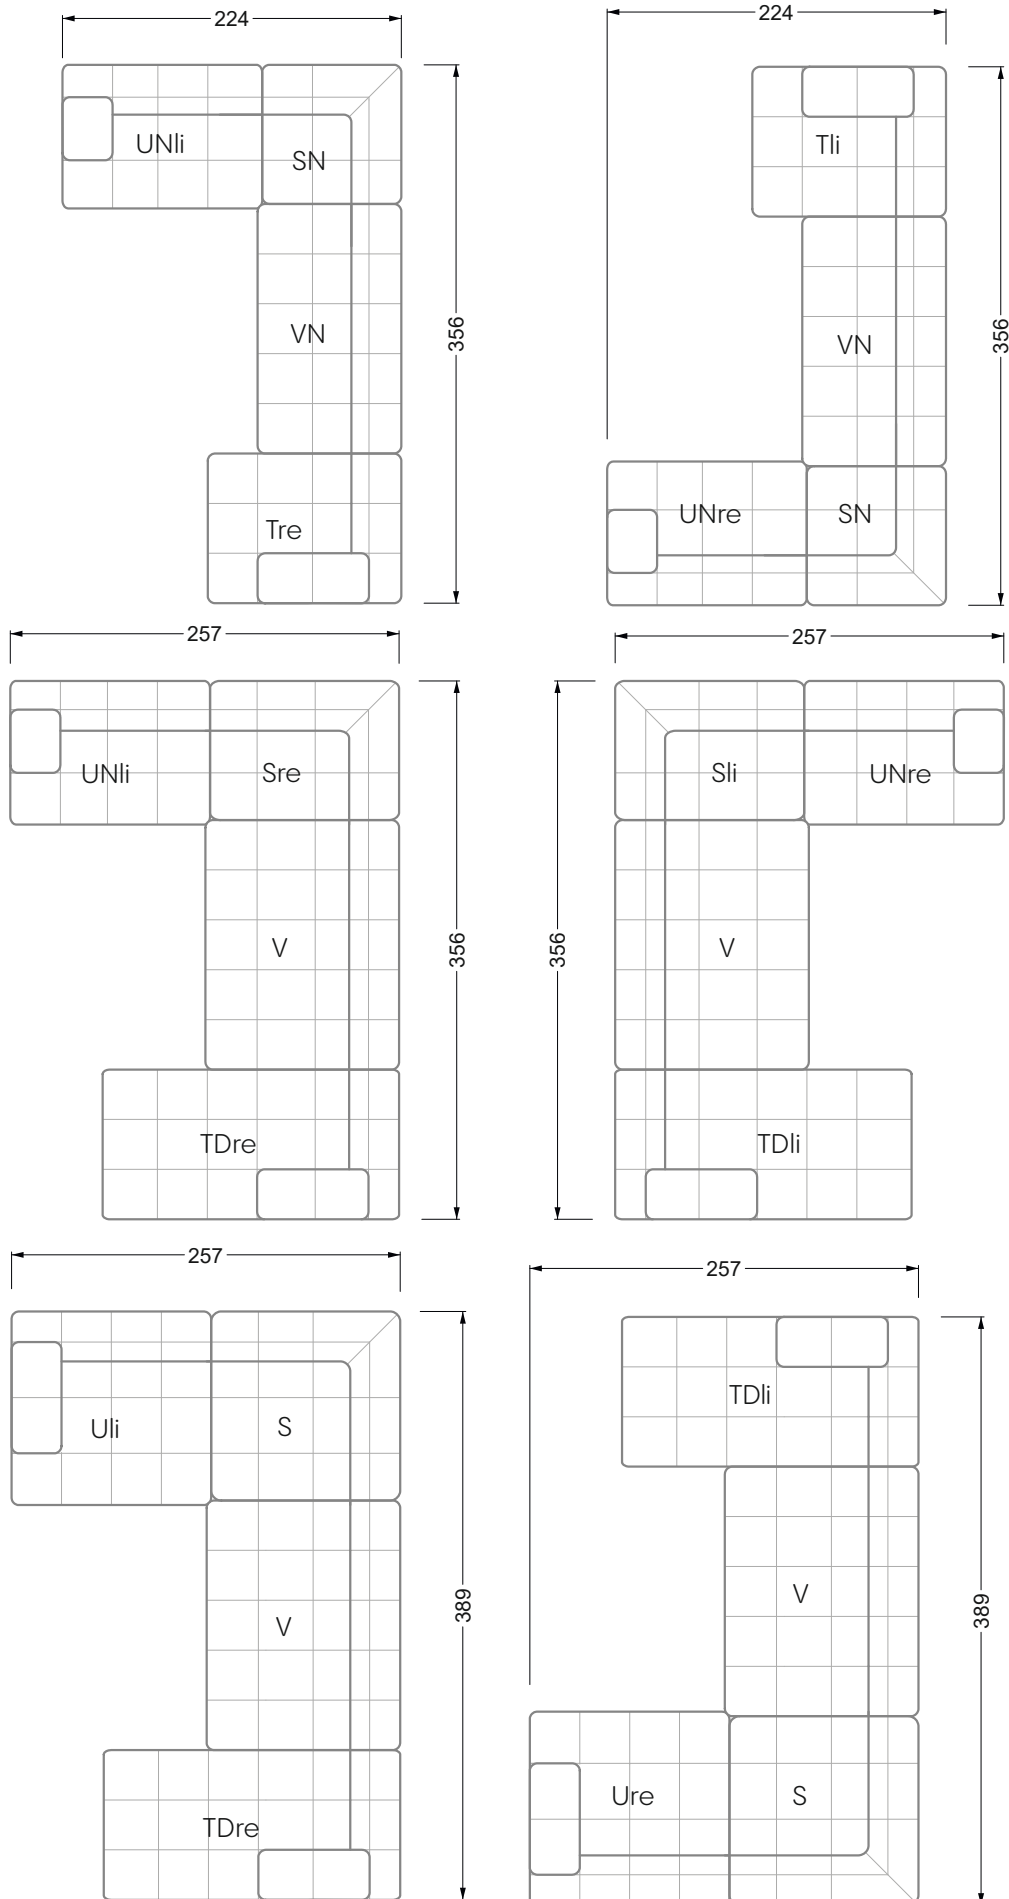 224
UNli
SN
VN
356
Tre
224
Tli
VN
356
UNre
SN
257
UNli
Sre
V
356
TDre
257
Sli
UNre
V
356
TDli
257
Uli
S
V
389
TDre
257
TDli
V
389
Ure
S